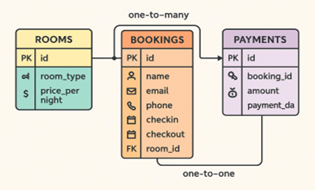 one-to-many
ROOMS
PK id
room_type
price_per
night
BOOKINGS
PK id
name
email
phone
checkin
checkout
FK room_id
PAYMENTS
PK id
booking_id
amount
payment_da
one-to-one